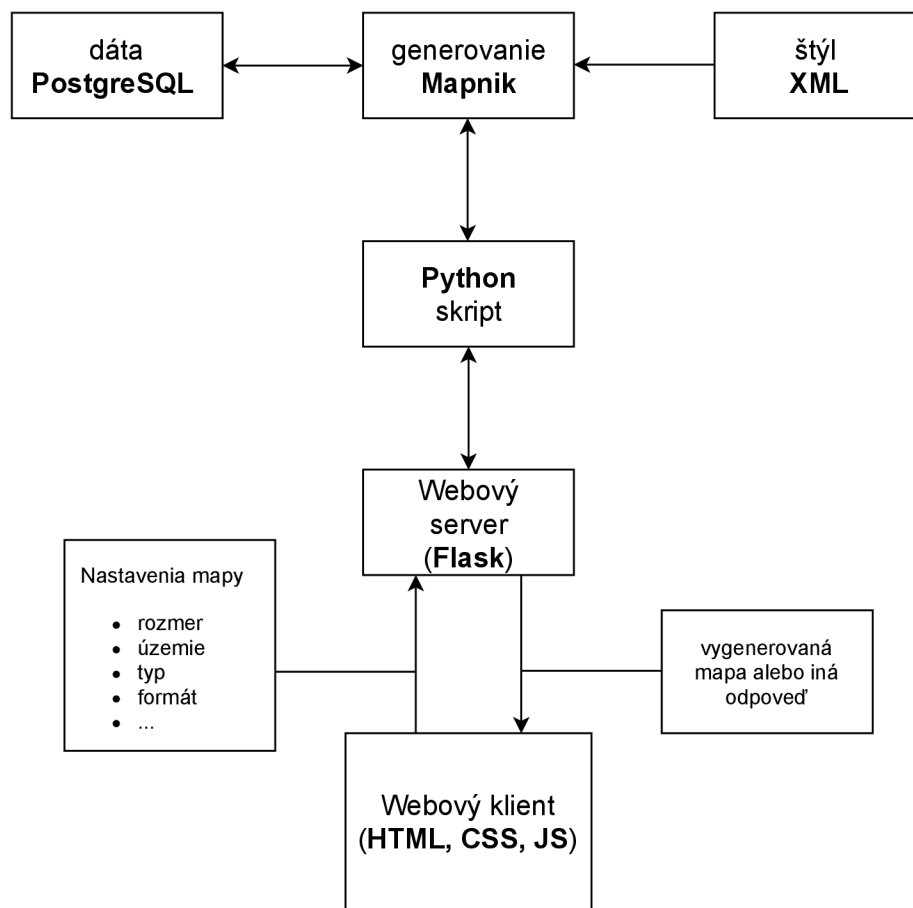 dáta
PostgreSQL
generovanie
Mapnik
štýl
XML
Python
skript
Webový
server
(Flask)
Nastavenia mapy
• rozmer
• územie
• typ
• formát
• ...
vygenerovaná
mapa alebo iná
odpoveď
Webový klient
(HTML, CSS, JS)